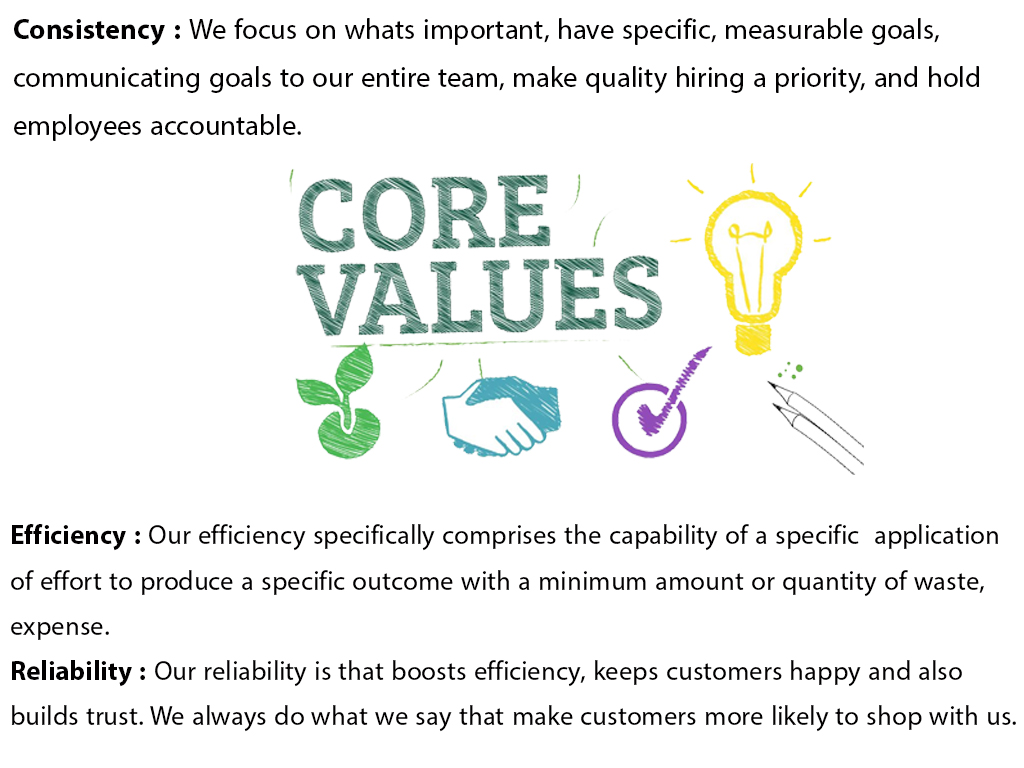 Consistency : We focus on whats important, have specific, measurable goals,
communicating goals to our entire team, make quality hiring a priority, and hold
employees accountable.
CORE
VALUES
Efficiency : Our efficiency specifically comprises the capability of a specific  application
of effort to produce a specific outcome with a minimum amount or quantity of waste,
expense.
Reliability : Our reliability is that boosts efficiency, keeps customers happy and also
builds trust. We always do what we say that make customers more likely to shop with us.